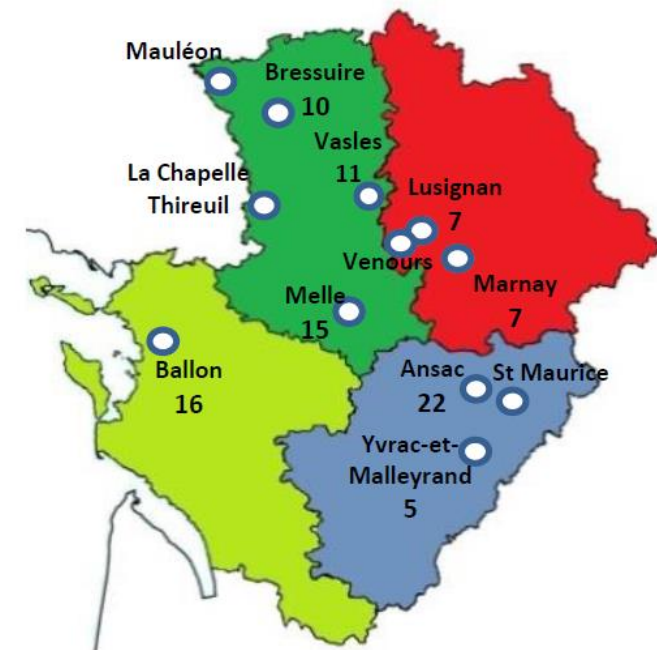 Mauléon
Bressuire
10
Vasles
11
La Chapelle
Thireuil
Lusignan
7
Venours
Marnay
7
Melle
15
Ballon
16
Ansac
22
St Maurice
Yvrac-et-
Malleyrand
5